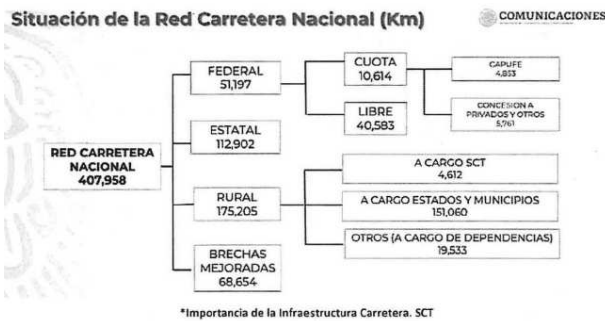 Situación de la Red Carretera Nacional (Km)
COMUNICACIONES
FEDERAL
51,197
CUOTA
10,614
CAPUFE
4,853
LIBRE
40,583
CONCESION A
PRIVADOS Y OTROS
5,761
ESTATAL
112,902
RED CARRETERA
NACIONAL
407,958
RURAL
175,205
A CARGO SCT
4,612
A CARGO ESTADOS Y MUNICIPIOS
151,060
OTROS (A CARGO DE DEPENDENCIAS)
19,533
BRECHAS
MEJORADAS
68,654
*Importancia de la Infraestructura Carretera. SCT